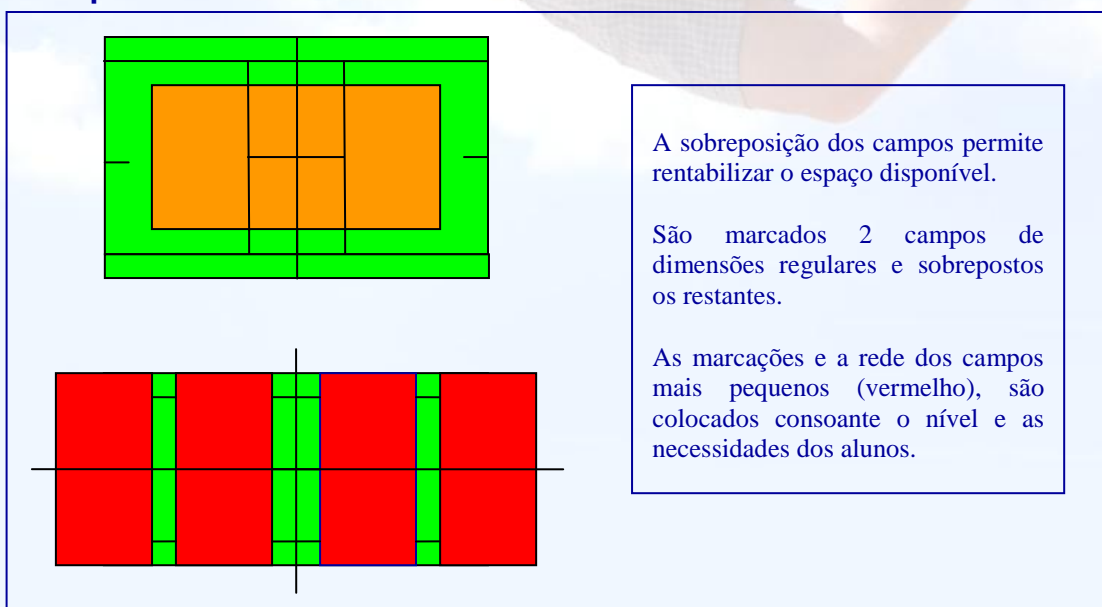 A sobreposição dos campos permite
rentabilizar o espaço disponível.
São marcados 2 campos de
dimensões regulares e sobrepostos
os restantes.
As marcações e a rede dos campos
mais pequenos (vermelho), são
colocados consoante o nível e as
necessidades dos alunos.